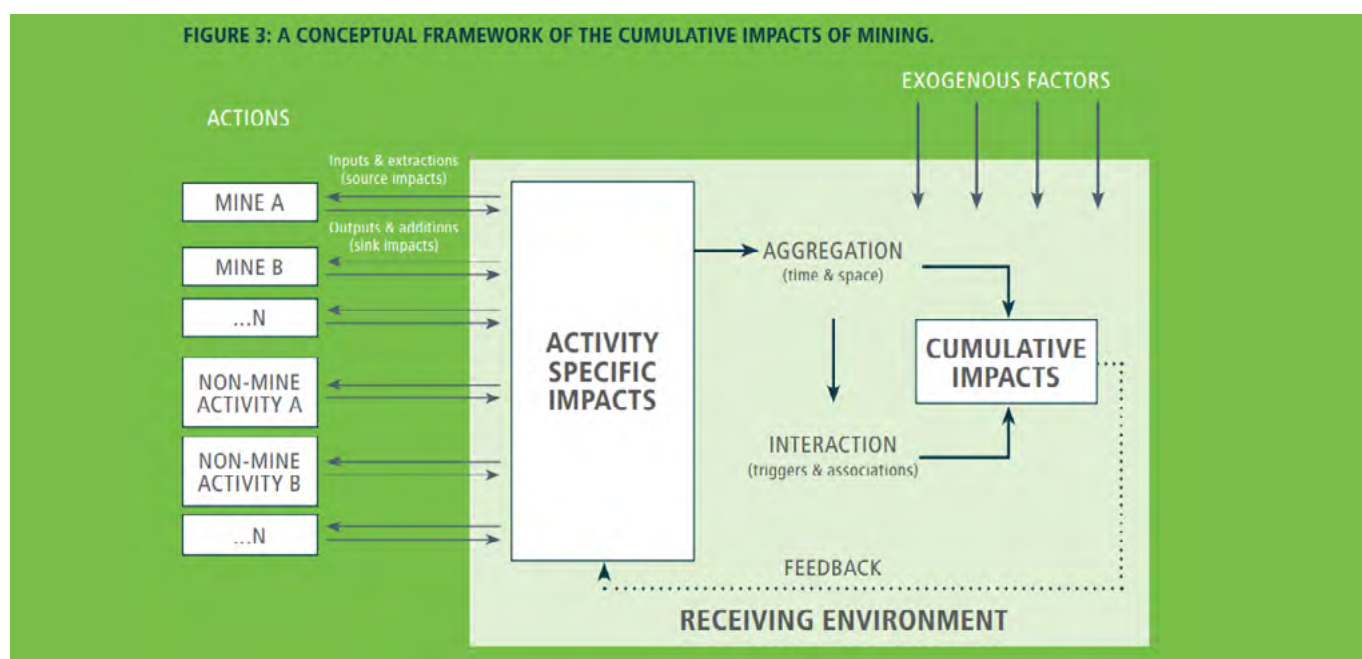 FIGURE 3: A CONCEPTUAL FRAMEWORK OF THE CUMULATIVE IMPACTS OF MINING.
EXOGENOUS FACTORS
ACTIONS
Inputs & extractions
(source impacts)
MINE A
Outputs & additions
(sink impacts)
MINE B
...N
NON-MINE
ACTIVITY A
NON-MINE
ACTIVITY B
...N
ACTIVITY
SPECIFIC
IMPACTS
AGGREGATION
(time & space)
CUMULATIVE
IMPACTS
INTERACTION
(triggers & associations)
FEEDBACK
RECEIVING ENVIRONMENT